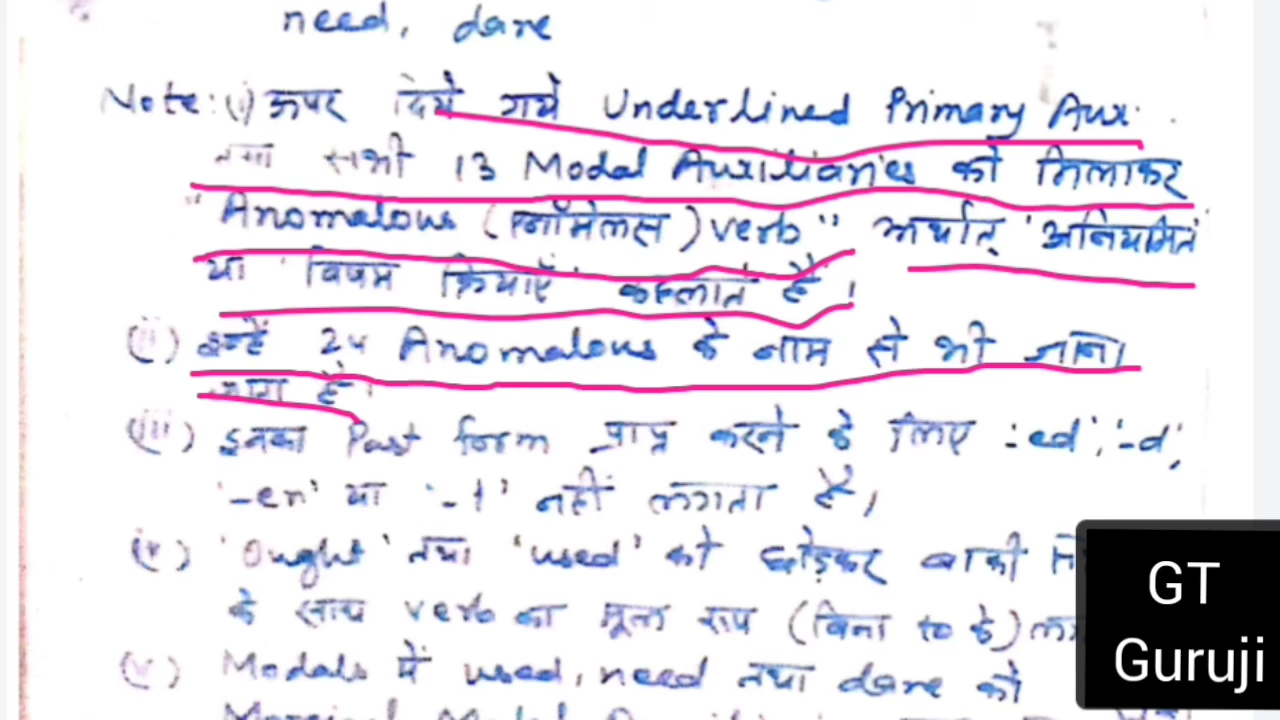 need, dare
Note: (i) ऊपर दिये गये Underlined Primary Aux.
तथा सभी 13 Modal Auxiliaries को मिलाकर
"Anomalous (नॉमेलस) verb" अर्थात् 'अनियमित
या विषम क्रियाएँ कहलाते हैं।
(ii) इन्हें 24 Anomalous के नाम से भी जाना
जाता है।
(iii) इनका Past form प्राप्त करने के लिए '-ed', '-d',
'-en' या '-t' नहीं लगता है।
(iv) 'Ought' तथा 'used' को छोड़कर बाकी
के साथ verb का मूल रूप (बिना to के)
(v) Modals में used, need तथा dare को
GT
Guruji